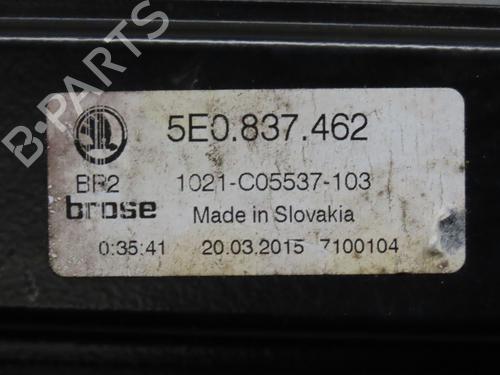 B-PARTS
5E0.837.462
BR2 1021-C05537-103
brose Made in Slovakia
0:35:41 20.03.2015 7100104